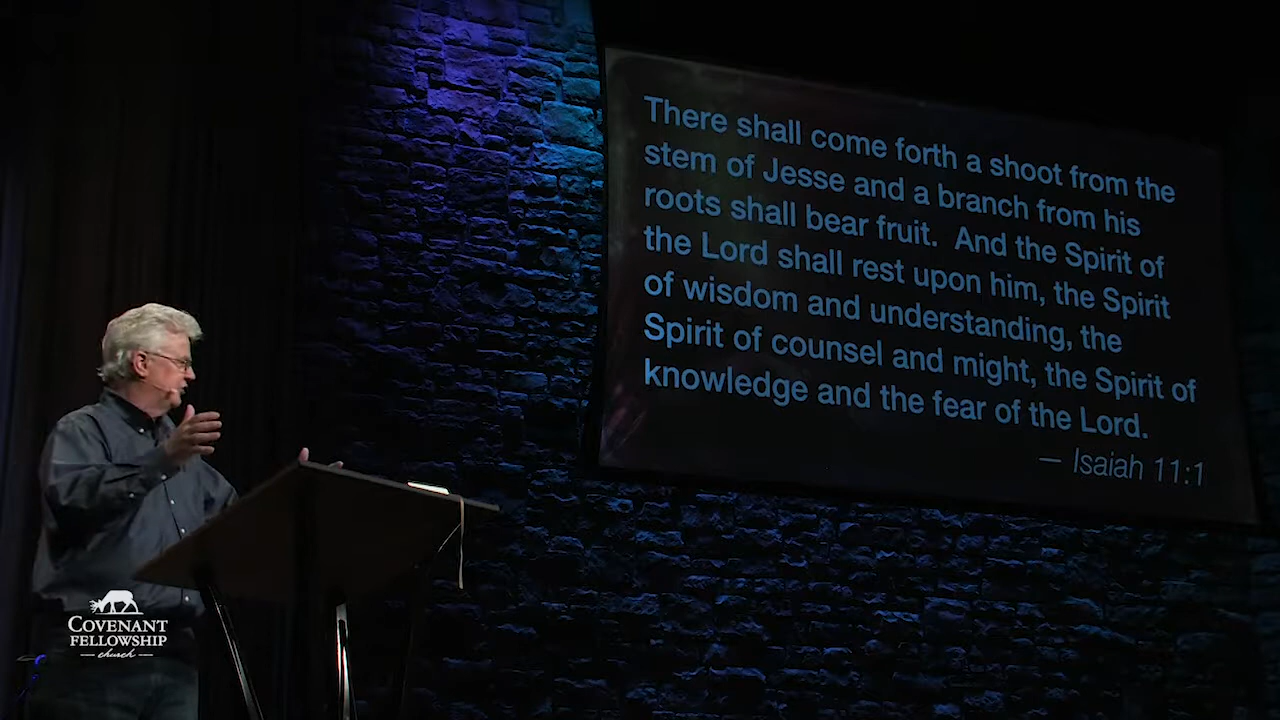 There shall come forth a shoot from the
stem of Jesse and a branch from his
roots shall bear fruit.  And the Spirit of
the Lord shall rest upon him, the Spirit
of wisdom and understanding, the
Spirit of counsel and might, the Spirit of
knowledge and the fear of the Lord.
— Isaiah 11:1
COVENANT
FELLOWSHIP
church